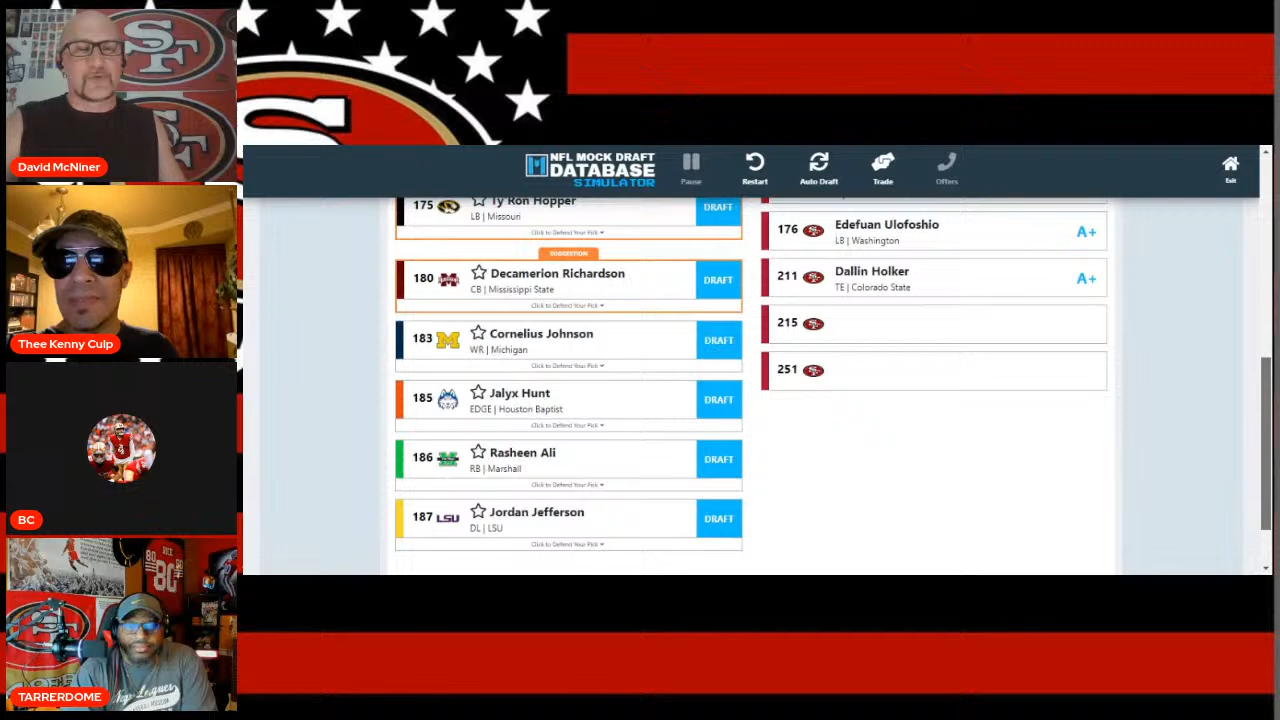 David McNiner
Thee Kenny Culp
BC
RICE
80 80
80
TARRERDOME
NFL MOCK DRAFT
DATABASE
SIMULATOR
Pause
Restart
Auto Draft
Trade
Offers
Exit
175 Ty'Ron Hopper DRAFT
LB | Missouri
Click to Defend Your Pick
SUGGESTION
180 Decamerion Richardson DRAFT
CB | Mississippi State
Click to Defend Your Pick
183 Cornelius Johnson DRAFT
WR | Michigan
Click to Defend Your Pick
185 Jalyx Hunt DRAFT
EDGE | Houston Baptist
Click to Defend Your Pick
186 Rasheen Ali DRAFT
RB | Marshall
Click to Defend Your Pick
187 LSU Jordan Jefferson DRAFT
DL | LSU
Click to Defend Your Pick
176 Edefuan Ulofoshio A+
LB | Washington
211 Dallin Holker A+
TE | Colorado State
215
251